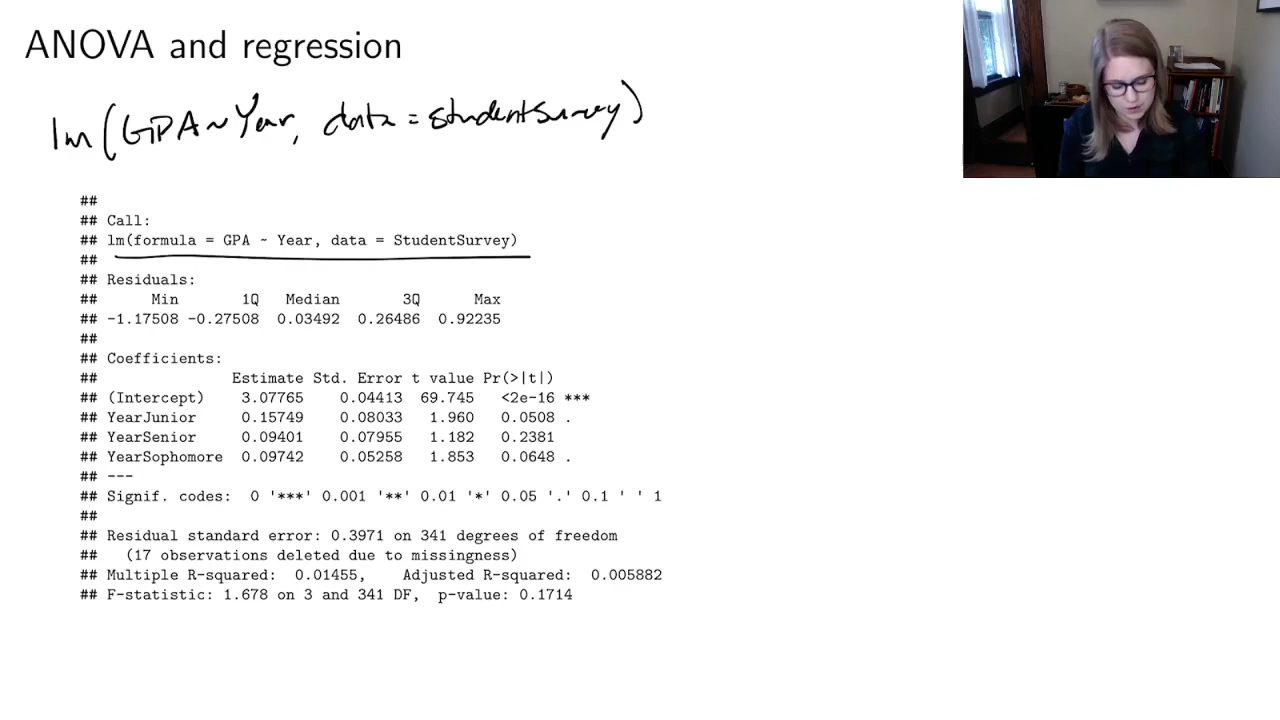 ANOVA and regression
lm(GPA ~ Year, data = studentsurvey)
##
## Call:
## lm(formula = GPA ~ Year, data = StudentSurvey)
##
## Residuals:
##      Min       1Q   Median       3Q      Max
## -1.17508 -0.27508  0.03492  0.26486  0.92235
##
## Coefficients:
##               Estimate Std. Error t value Pr(>|t|)
## (Intercept)    3.07765    0.04413  69.745   <2e-16 ***
## YearJunior     0.15749    0.08033   1.960   0.0508 .
## YearSenior     0.09401    0.07955   1.182   0.2381
## YearSophomore  0.09742    0.05258   1.853   0.0648 .
## ---
## Signif. codes:  0 '***' 0.001 '**' 0.01 '*' 0.05 '.' 0.1 ' ' 1
##
## Residual standard error: 0.3971 on 341 degrees of freedom
##   (17 observations deleted due to missingness)
## Multiple R-squared:  0.01455,    Adjusted R-squared:  0.005882
## F-statistic: 1.678 on 3 and 341 DF,  p-value: 0.1714